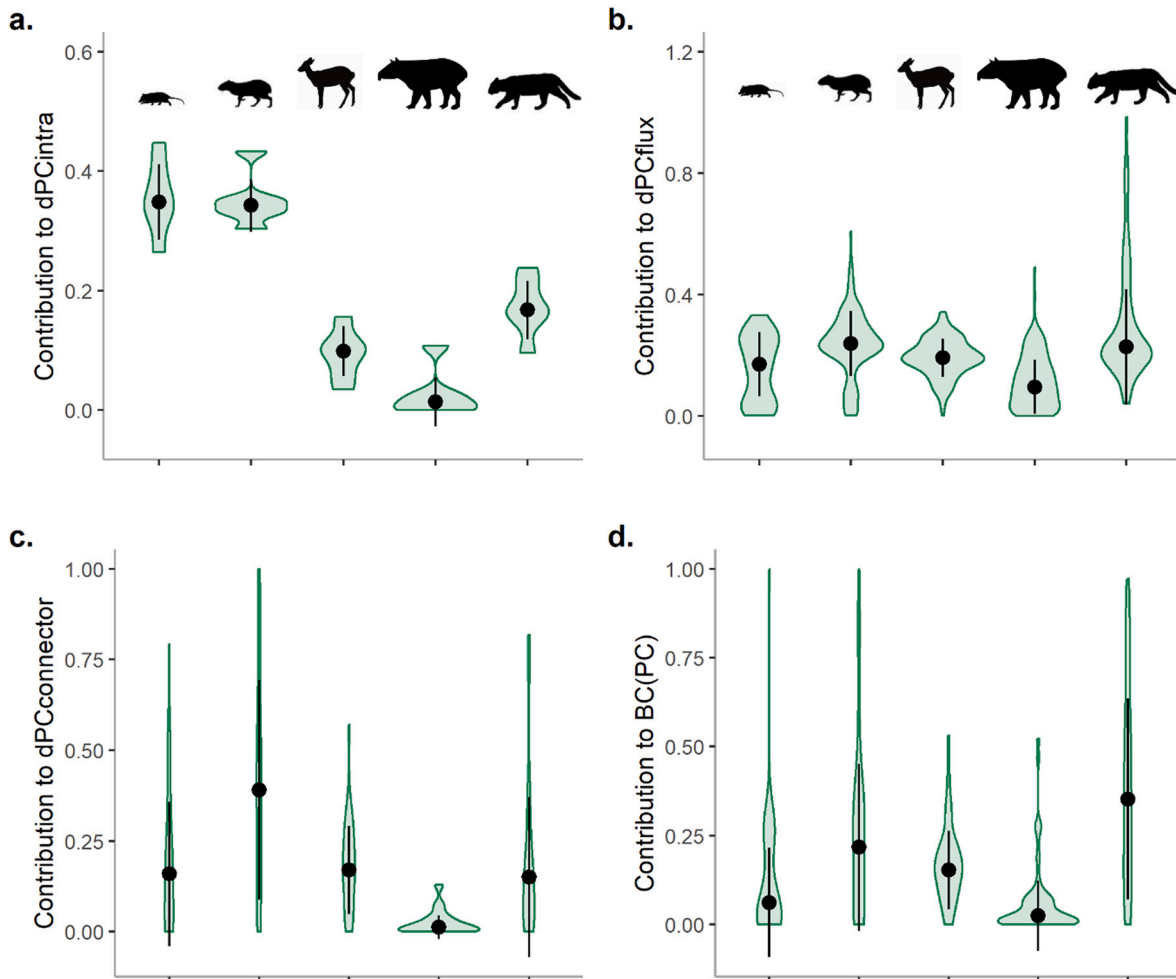 a.
Contribution to dPCintra
0.6
0.4
0.2
0.0
b.
Contribution to dPCflux
1.2
0.8
0.4
0.0
c.
Contribution to dPCconnector
1.00
0.75
0.50
0.25
0.00
d.
Contribution to BC(PC)
1.00
0.75
0.50
0.25
0.00